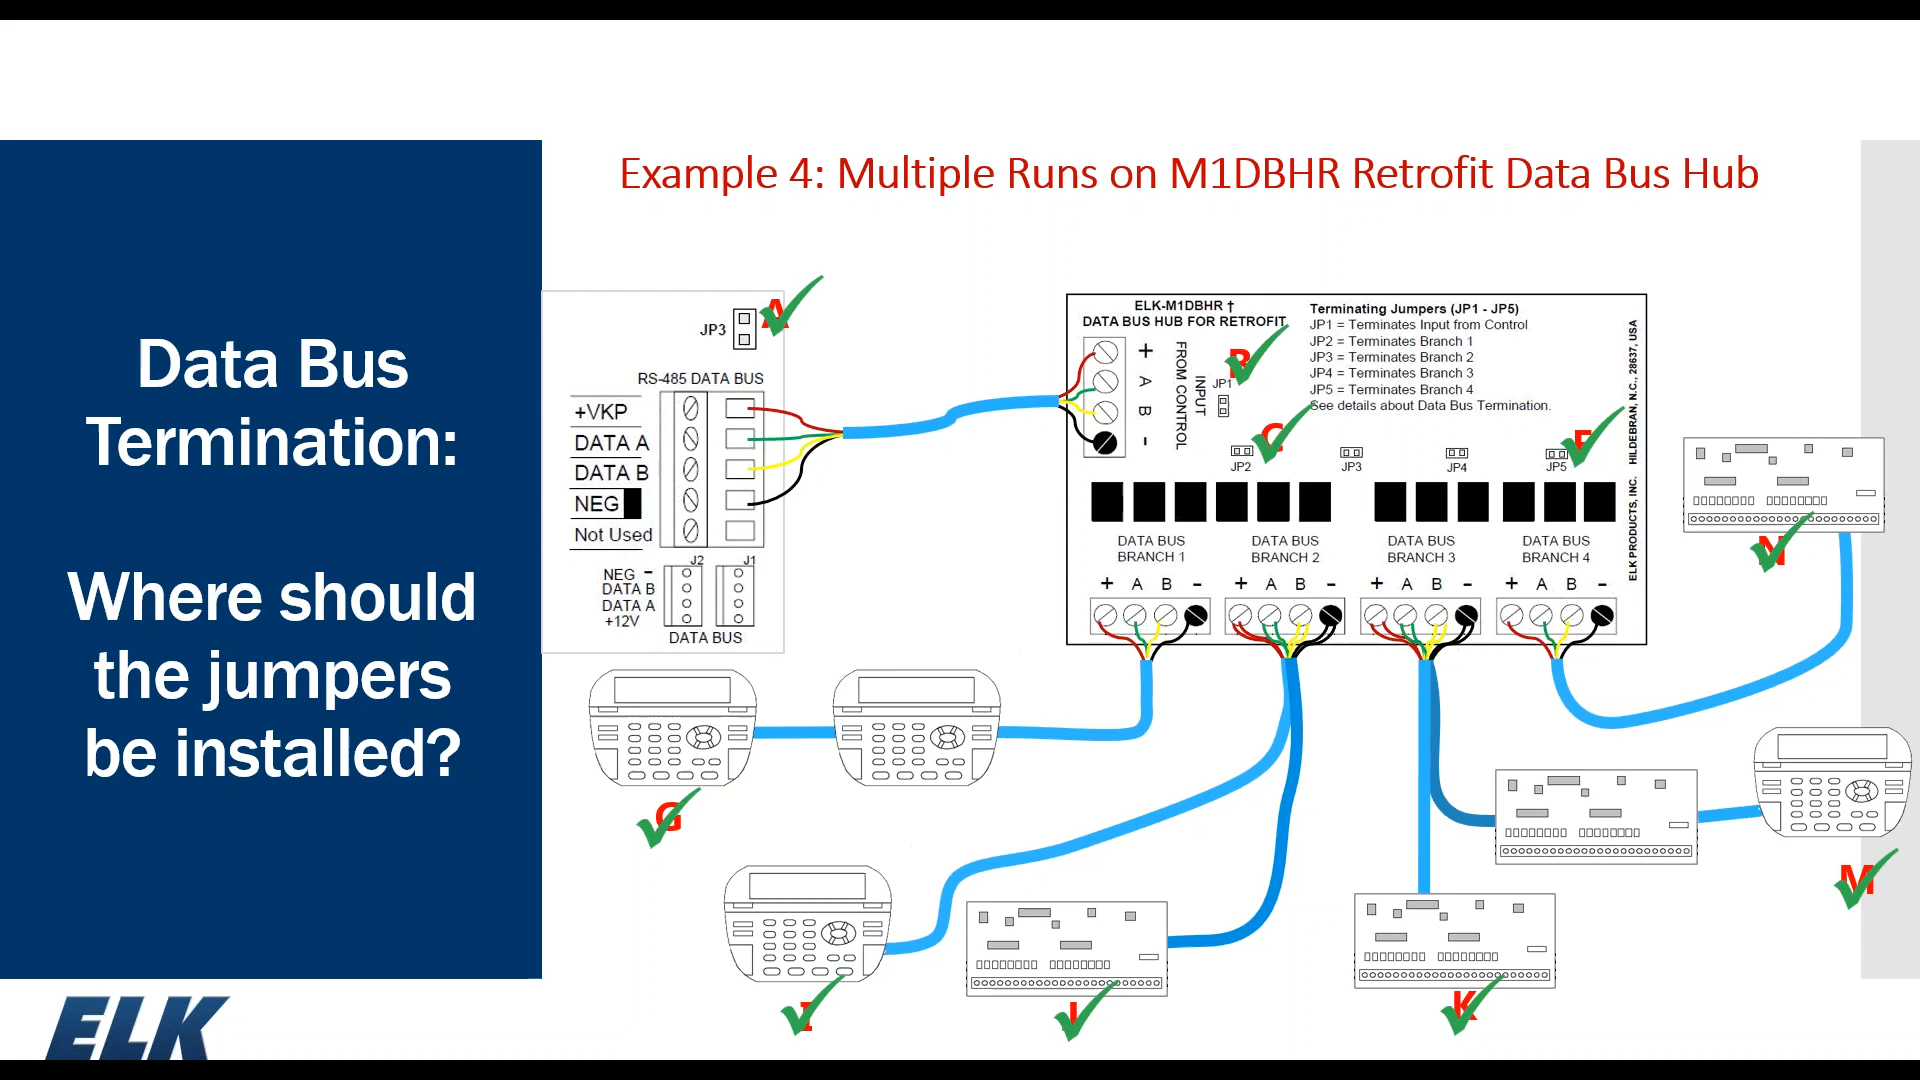 Example 4: Multiple Runs on M1DBHR Retrofit Data Bus Hub
Data Bus
Termination:
Where should
the jumpers
be installed?
ELK
JP3
A
RS-485 DATA BUS
+VKP
DATA A
DATA B
NEG
Not Used
J2
J1
NEG -
DATA B
DATA A
+12V
DATA BUS
ELK-M1DBHR †
DATA BUS HUB FOR RETROFIT
+
A
B
-
FROM CONTROL
INPUT
JP1
B
Terminating Jumpers (JP1 - JP5)
JP1 = Terminates Input from Control
JP2 = Terminates Branch 1
JP3 = Terminates Branch 2
JP4 = Terminates Branch 3
JP5 = Terminates Branch 4
See details about Data Bus Termination.
ELK PRODUCTS, INC. HILDEBRAN, N.C., 28637, USA
C
JP2
JP3
JP4
JP5
DATA BUS
BRANCH 1
DATA BUS
BRANCH 2
DATA BUS
BRANCH 3
DATA BUS
BRANCH 4
+ A B -
+ A B -
+ A B -
+ A B -
N
G
M
I
K